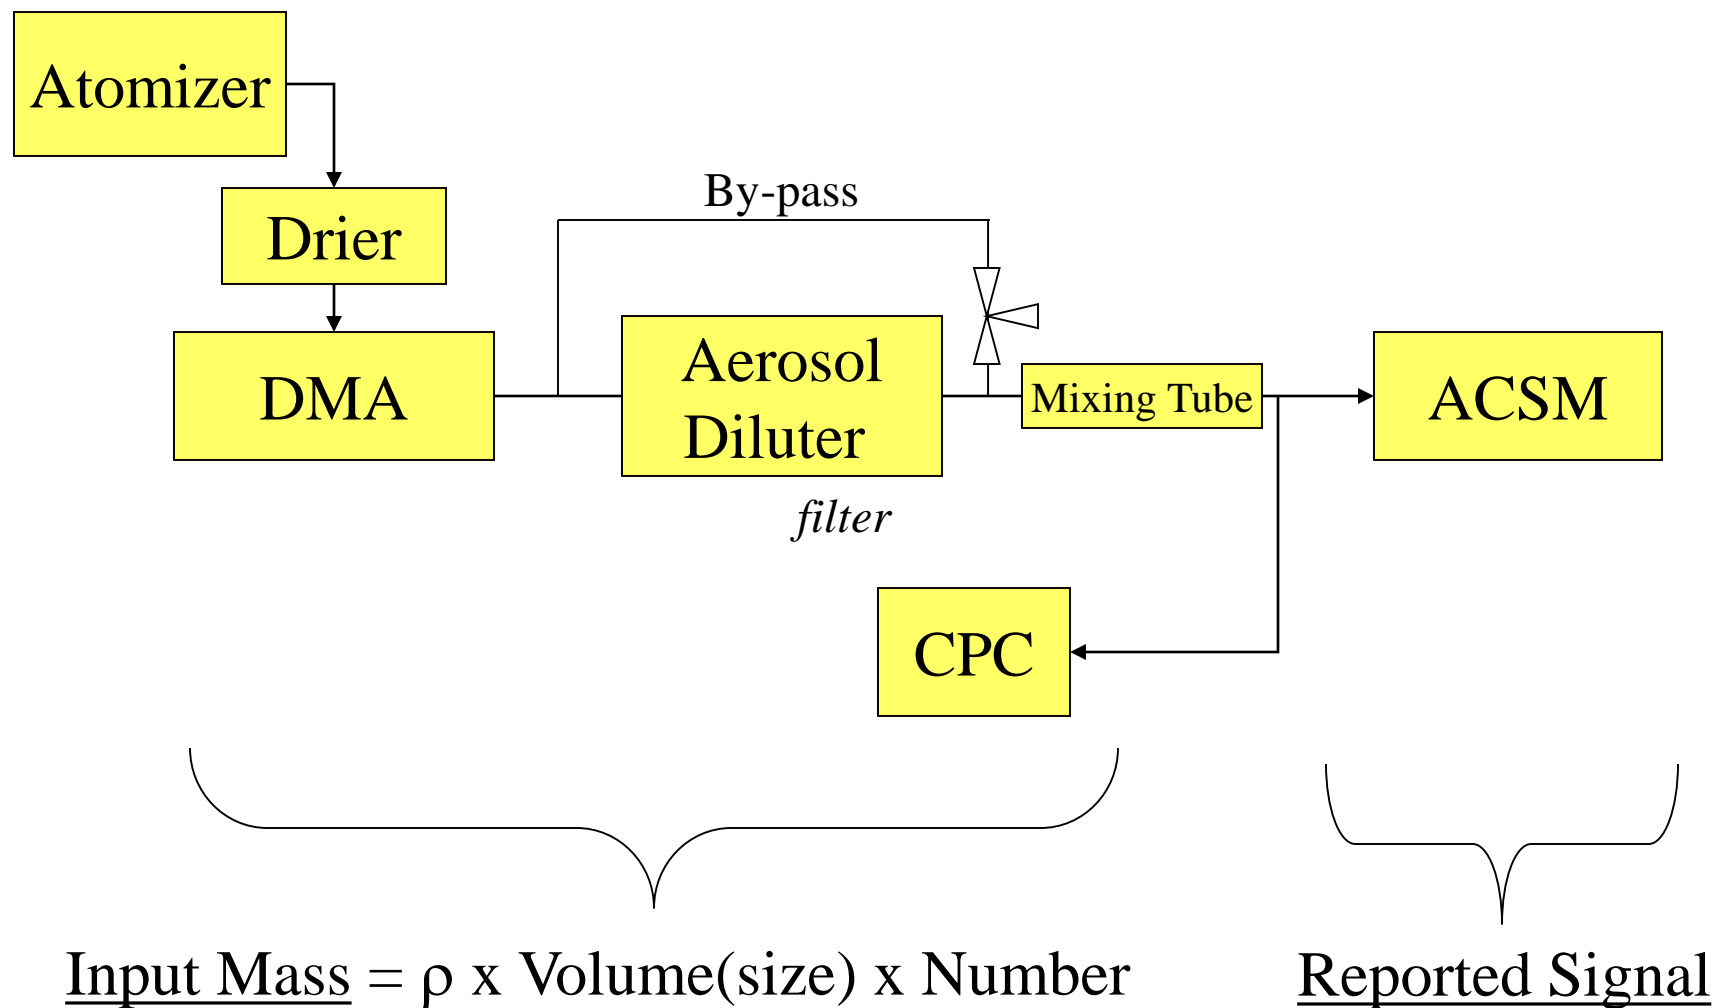 Atomizer
By-pass
Drier
Aerosol
Diluter
DMA
Mixing Tube
ACSM
filter
CPC
Input Mass = ρ x Volume(size) x Number
Reported Signal